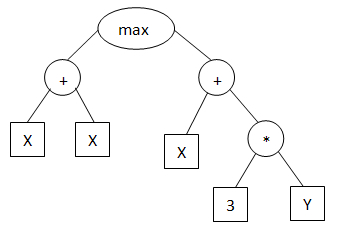 max
+ +
X X X *
3 Y